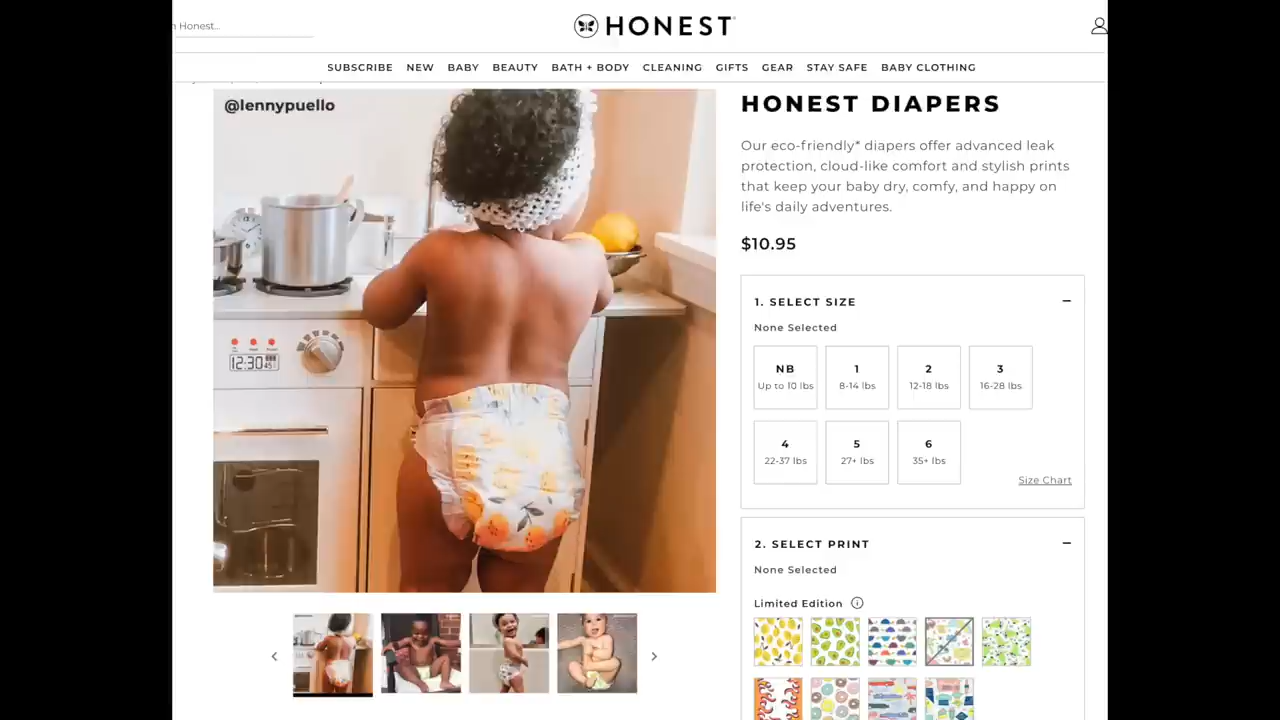 n Honest...
HONEST
SUBSCRIBE NEW BABY BEAUTY BATH + BODY CLEANING GIFTS GEAR STAY SAFE BABY CLOTHING
@lennypuello
12:30 45
HONEST DIAPERS
Our eco-friendly* diapers offer advanced leak
protection, cloud-like comfort and stylish prints
that keep your baby dry, comfy, and happy on
life's daily adventures.
$10.95
1. SELECT SIZE
None Selected
NB 1 2 3
Up to 10 lbs 8-14 lbs 12-18 lbs 16-28 lbs
4 5 6
22-37 lbs 27+ lbs 35+ lbs
Size Chart
2. SELECT PRINT
None Selected
Limited Edition